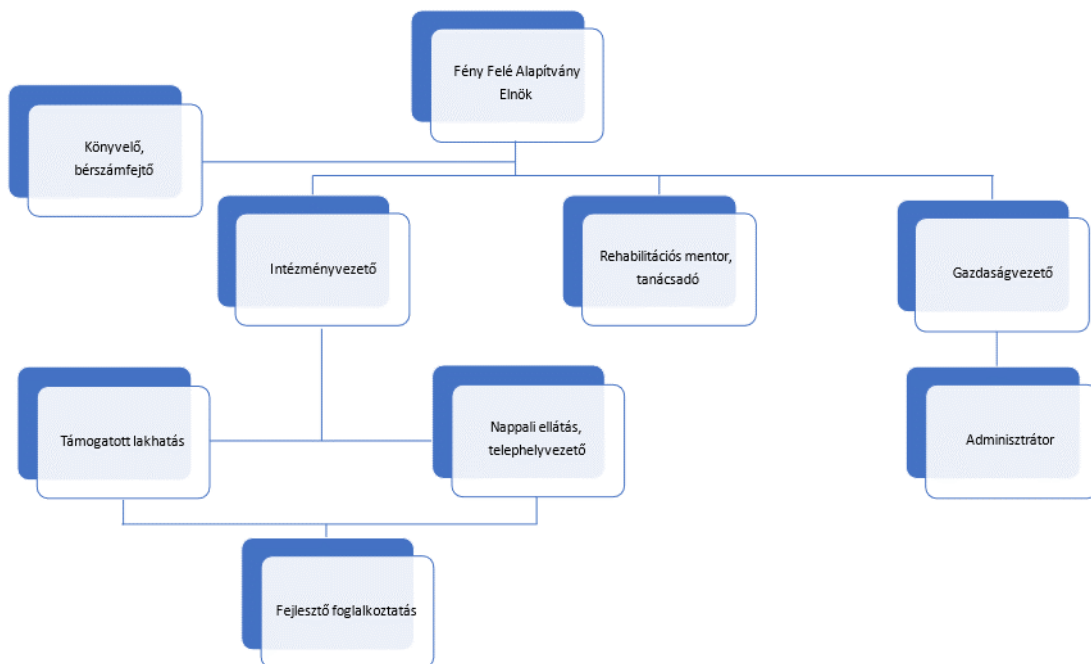 Fény Felé Alapítvány
Elnök
Könyvelő,
bérszámfejtő
Intézményvezető
Rehabilitációs mentor,
tanácsadó
Gazdaságvezető
Támogatott lakhatás
Nappali ellátás,
telephelyvezető
Adminisztrátor
Fejlesztő foglalkoztatás